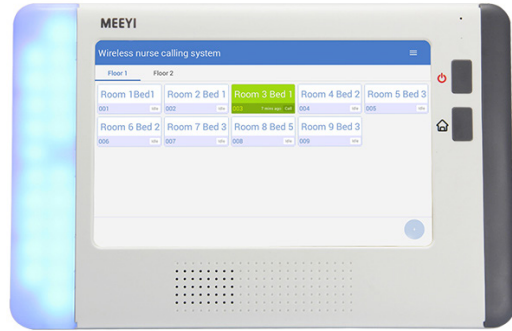 MEEYI
Wireless nurse calling system
Floor 1 Floor 2
Room 1Bed1 Room 2 Bed 1 Room 3 Bed 1 Room 4 Bed 2 Room 5 Bed 3
001 002 003 004 005
Room 6 Bed 2 Room 7 Bed 3 Room 8 Bed 5 Room 9 Bed 3
006 007 008 009